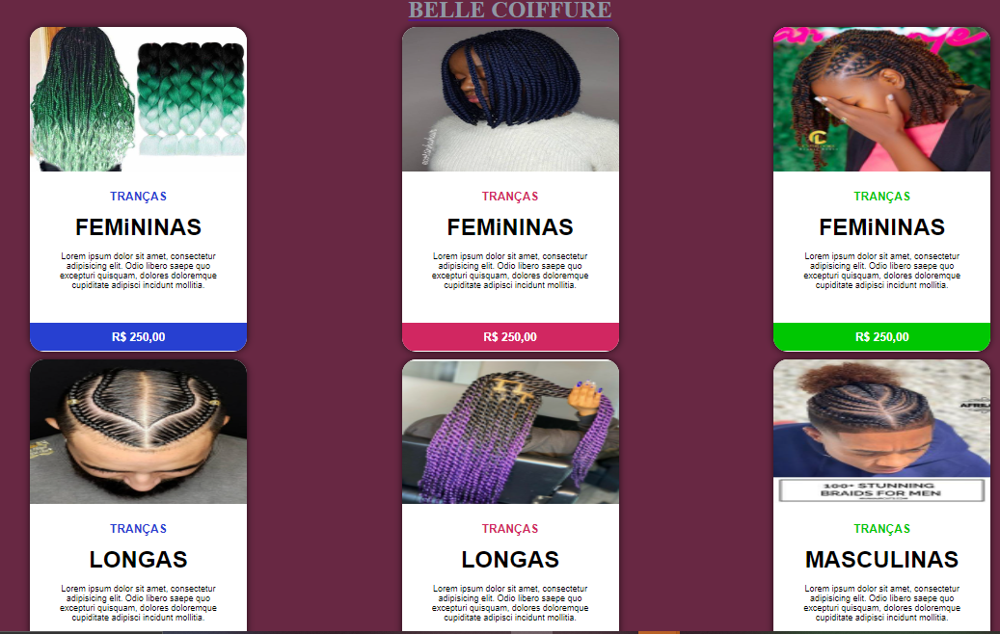 BELLE COIFFURE
TRANÇAS
FEMiNINAS
Lorem ipsum dolor sit amet, consectetur
adipisicing elit. Odio libero saepe quo
excepturi quisquam, dolores doloremque
cupiditate adipisci incidunt mollitia.
R$ 250,00
TRANÇAS
FEMiNINAS
Lorem ipsum dolor sit amet, consectetur
adipisicing elit. Odio libero saepe quo
excepturi quisquam, dolores doloremque
cupiditate adipisci incidunt mollitia.
R$ 250,00
TRANÇAS
FEMiNINAS
Lorem ipsum dolor sit amet, consectetur
adipisicing elit. Odio libero saepe quo
excepturi quisquam, dolores doloremque
cupiditate adipisci incidunt mollitia.
R$ 250,00
TRANÇAS
LONGAS
Lorem ipsum dolor sit amet, consectetur
adipisicing elit. Odio libero saepe quo
excepturi quisquam, dolores doloremque
cupiditate adipisci incidunt mollitia.
TRANÇAS
LONGAS
Lorem ipsum dolor sit amet, consectetur
adipisicing elit. Odio libero saepe quo
excepturi quisquam, dolores doloremque
cupiditate adipisci incidunt mollitia.
100+ STUNNING
BRAIDS FOR MEN
TRANÇAS
MASCULINAS
Lorem ipsum dolor sit amet, consectetur
adipisicing elit. Odio libero saepe quo
excepturi quisquam, dolores doloremque
cupiditate adipisci incidunt mollitia.